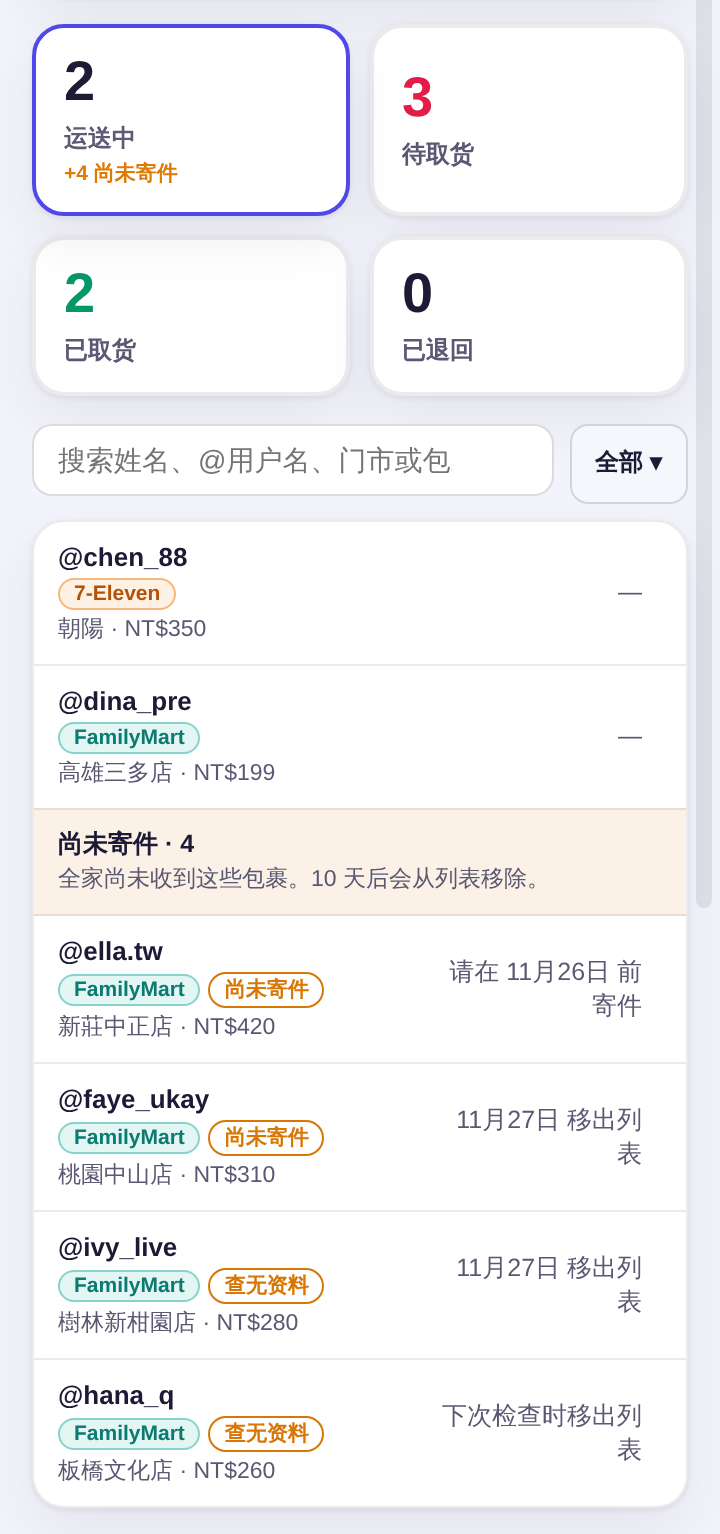 2
运送中
+4 尚未寄件
3
待取货
2
已取货
0
已退回
搜索姓名、@用户名、门市或包
全部 ▾
@chen_88
7-Eleven
朝陽 · NT$350
—
@dina_pre
FamilyMart
高雄三多店 · NT$199
—
尚未寄件 · 4
全家尚未收到这些包裹。10 天后会从列表移除。
@ella.tw
FamilyMart 尚未寄件
新莊中正店 · NT$420
请在 11月26日 前
寄件
@faye_ukay
FamilyMart 尚未寄件
桃園中山店 · NT$310
11月27日 移出列
表
@ivy_live
FamilyMart 查无资料
樹林新柑園店 · NT$280
11月27日 移出列
表
@hana_q
FamilyMart 查无资料
板橋文化店 · NT$260
下次检查时移出列
表